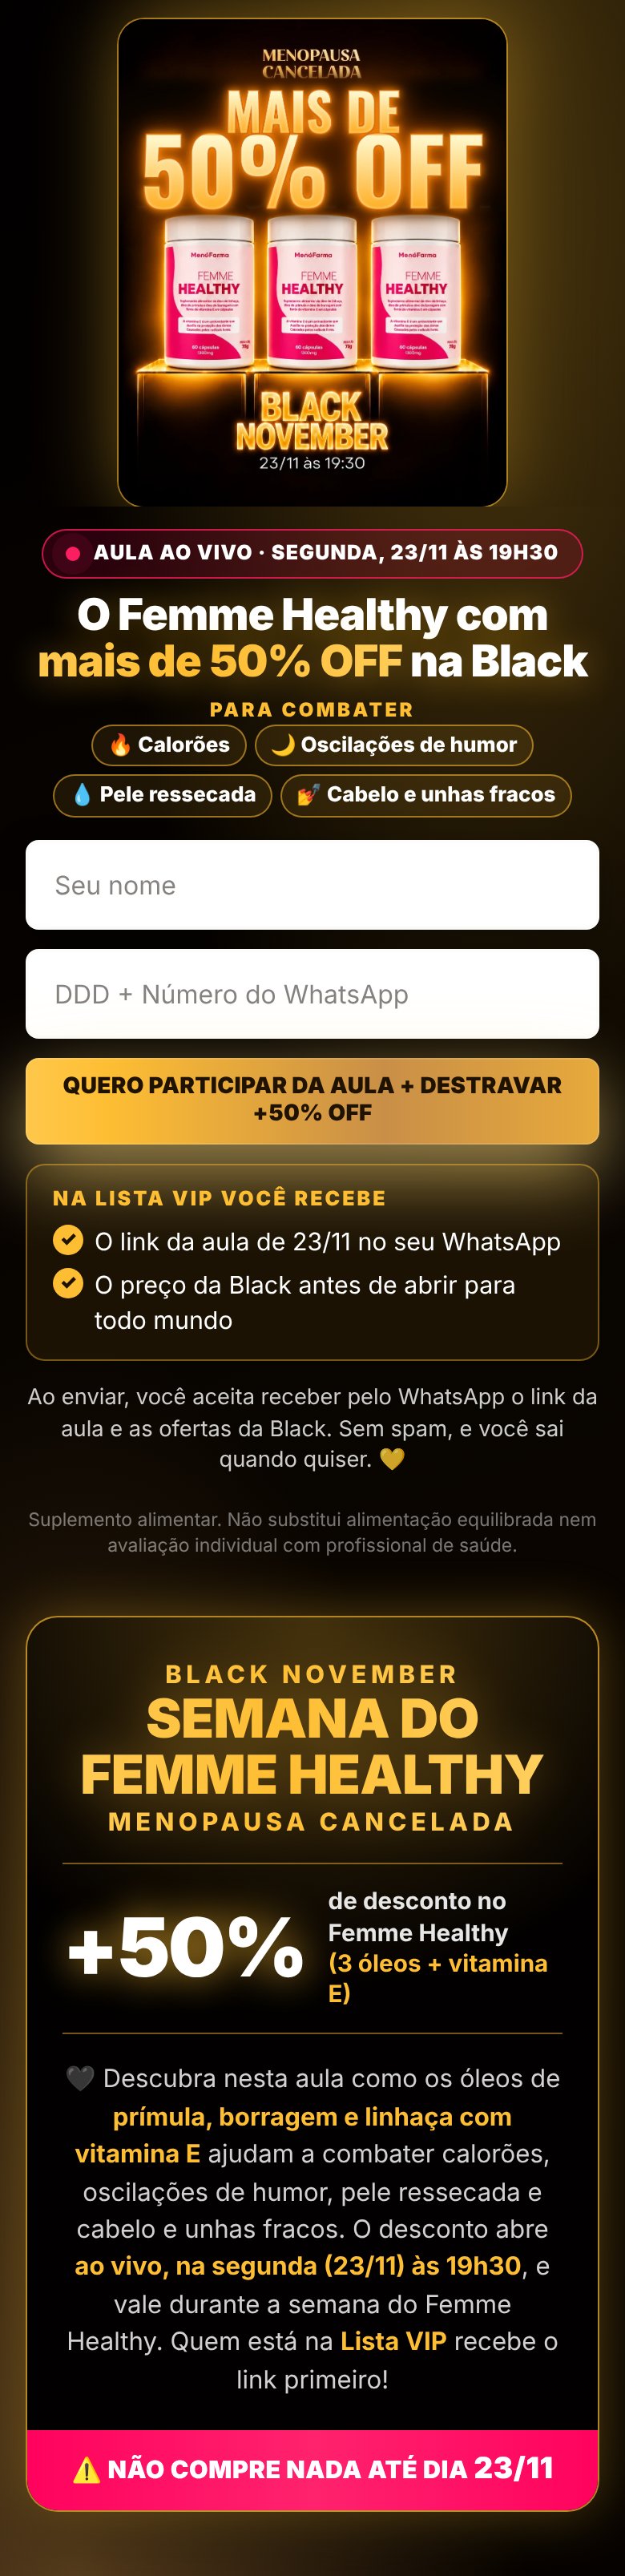 MENOPAUSA
CANCELADA
MAIS DE
50% OFF
MenóFarma
FEMME
HEALTHY
60 cápsulas
MenóFarma
FEMME
HEALTHY
60 cápsulas
MenóFarma
FEMME
HEALTHY
60 cápsulas
BLACK
NOVEMBER
23/11 às 19:30
AULA AO VIVO · SEGUNDA, 23/11 ÀS 19H30
O Femme Healthy com
mais de 50% OFF na Black
PARA COMBATER
🔥 Calorões
🌙 Oscilações de humor
💧 Pele ressecada
💅 Cabelo e unhas fracos
Seu nome
DDD + Número do WhatsApp
QUERO PARTICIPAR DA AULA + DESTRAVAR
+50% OFF
NA LISTA VIP VOCÊ RECEBE
O link da aula de 23/11 no seu WhatsApp
O preço da Black antes de abrir para
todo mundo
Ao enviar, você aceita receber pelo WhatsApp o link da
aula e as ofertas da Black. Sem spam, e você sai
quando quiser. 💛
Suplemento alimentar. Não substitui alimentação equilibrada nem
avaliação individual com profissional de saúde.
BLACK NOVEMBER
SEMANA DO
FEMME HEALTHY
MENOPAUSA CANCELADA
+50%
de desconto no
Femme Healthy
(3 óleos + vitamina
E)
🖤 Descubra nesta aula como os óleos de
prímula, borragem e linhaça com
vitamina E ajudam a combater calorões,
oscilações de humor, pele ressecada e
cabelo e unhas fracos. O desconto abre
ao vivo, na segunda (23/11) às 19h30, e
vale durante a semana do Femme
Healthy. Quem está na Lista VIP recebe o
link primeiro!
⚠️ NÃO COMPRE NADA ATÉ DIA 23/11